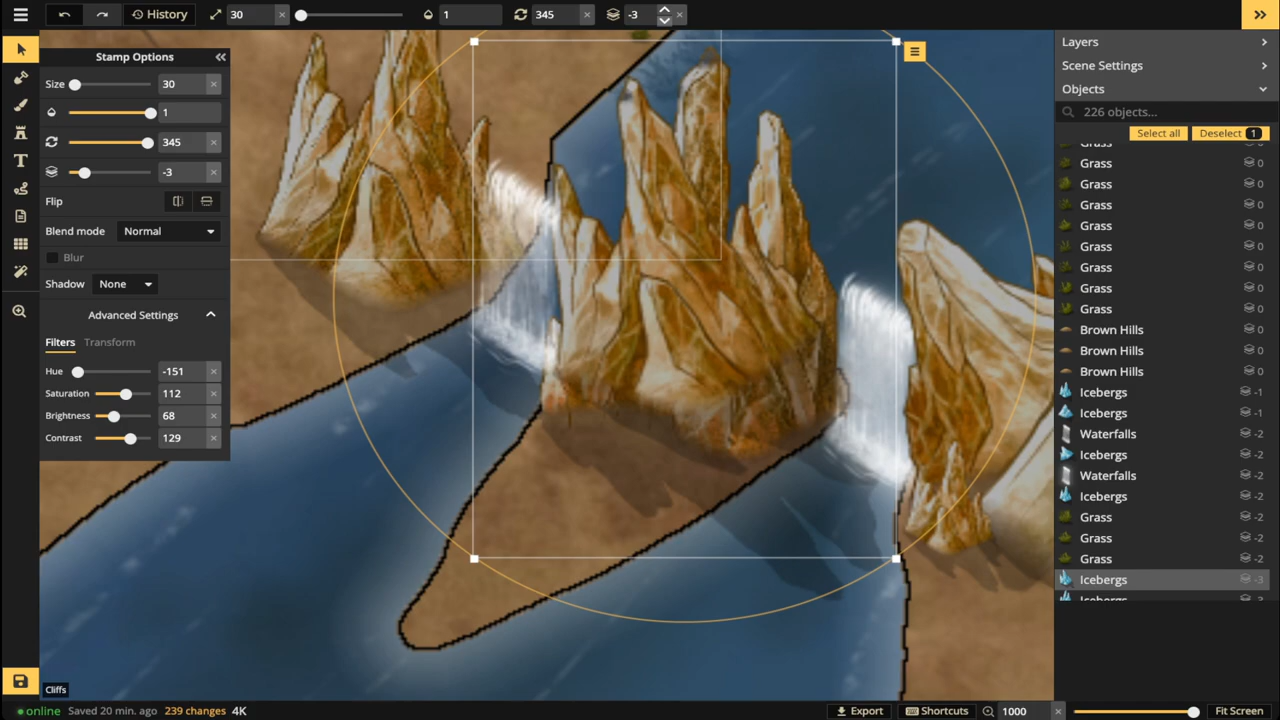 History 30 1 345 -3
Stamp Options
Size 30
1
345
-3
Flip
Blend mode Normal
Blur
Shadow None
Advanced Settings
Filters Transform
Hue -151
Saturation 112
Brightness 68
Contrast 129
Layers
Scene Settings
Objects
226 objects...
Select all Deselect 1
Grass 0
Grass 0
Grass 0
Grass 0
Grass 0
Grass 0
Grass 0
Grass 0
Grass 0
Brown Hills 0
Brown Hills 0
Brown Hills 0
Icebergs -1
Icebergs -1
Waterfalls -2
Icebergs -2
Waterfalls -2
Icebergs -2
Grass -2
Grass -2
Grass -2
Icebergs -3
Icebergs -3
Cliffs
online Saved 20 min. ago 239 changes 4K Export Shortcuts 1000 Fit Screen